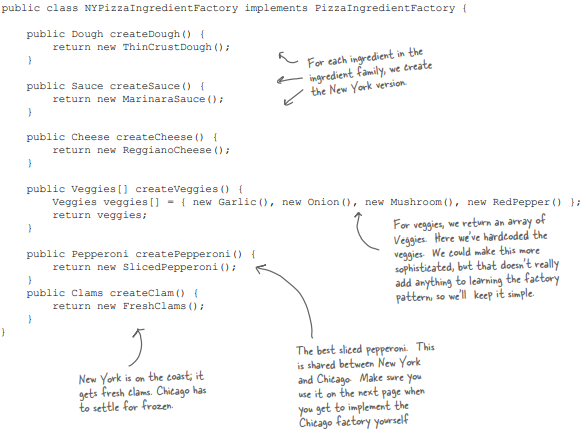 public class NYPizzaIngredientFactory implements PizzaIngredientFactory {
public Dough createDough() {
return new ThinCrustDough();
}
For each ingredient in the
ingredient family, we create
the New York version.
public Sauce createSauce() {
return new MarinaraSauce();
}
public Cheese createCheese() {
return new ReggianoCheese();
}
public Veggies[] createVeggies() {
Veggies veggies[] = { new Garlic(), new Onion(), new Mushroom(), new RedPepper() };
return veggies;
}
For veggies, we return an array of
Veggies. Here we've hardcoded the
veggies. We could make this more
sophisticated, but that doesn't really
add anything to learning the factory
pattern, so we'll keep it simple.
public Pepperoni createPepperoni() {
return new SlicedPepperoni();
}
public Clams createClam() {
return new FreshClams();
}
}
The best sliced pepperoni. This
is shared between New York
and Chicago. Make sure you
use it on the next page when
you get to implement the
Chicago factory yourself
New York is on the coast; it
gets fresh clams. Chicago has
to settle for frozen.